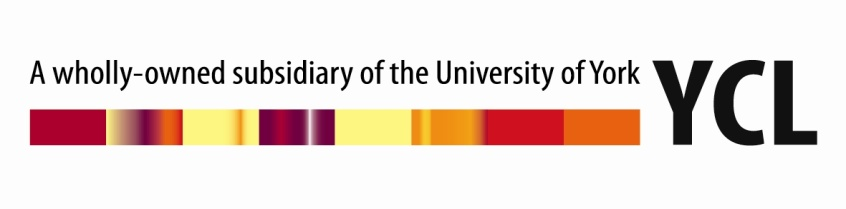 A wholly-owned subsidiary of the University of York YCL